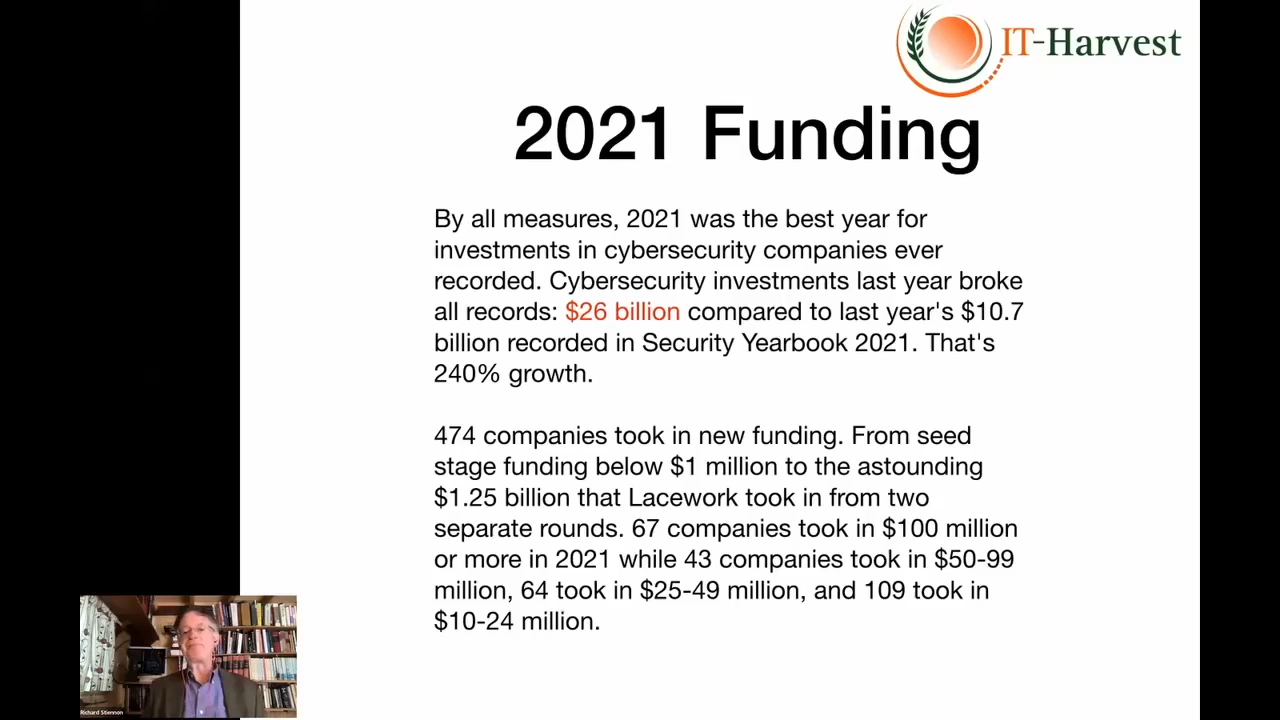 IT-Harvest
2021 Funding
By all measures, 2021 was the best year for
investments in cybersecurity companies ever
recorded. Cybersecurity investments last year broke
all records: $26 billion compared to last year's $10.7
billion recorded in Security Yearbook 2021. That's
240% growth.
474 companies took in new funding. From seed
stage funding below $1 million to the astounding
$1.25 billion that Lacework took in from two
separate rounds. 67 companies took in $100 million
or more in 2021 while 43 companies took in $50-99
million, 64 took in $25-49 million, and 109 took in
$10-24 million.
Richard Stiennon